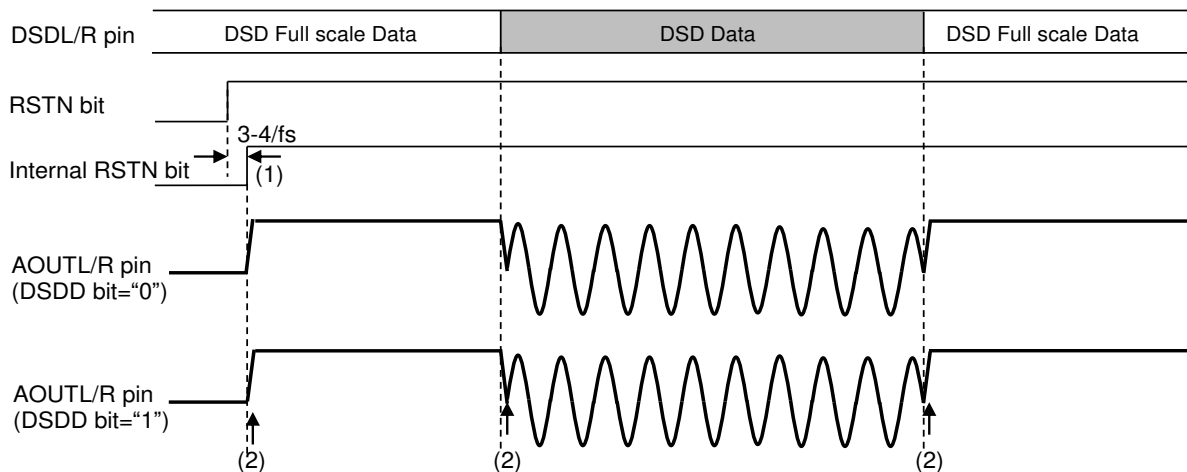 DSDL/R pin DSD Full scale Data DSD Data DSD Full scale Data
RSTN bit
3-4/fs
Internal RSTN bit (1)
AOUTL/R pin
(DSDD bit=“0”)
AOUTL/R pin
(DSDD bit=“1”)
(2) (2) (2)